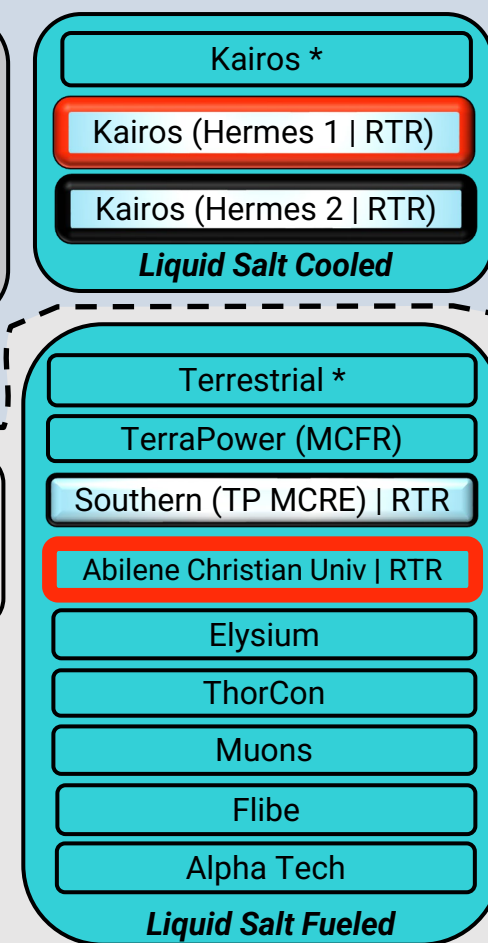 Kairos *
Kairos (Hermes 1 | RTR)
Kairos (Hermes 2 | RTR)
Liquid Salt Cooled
Terrestrial *
TerraPower (MCFR)
Southern (TP MCRE) | RTR
Abilene Christian Univ | RTR
Elysium
ThorCon
Muons
Flibe
Alpha Tech
Liquid Salt Fueled